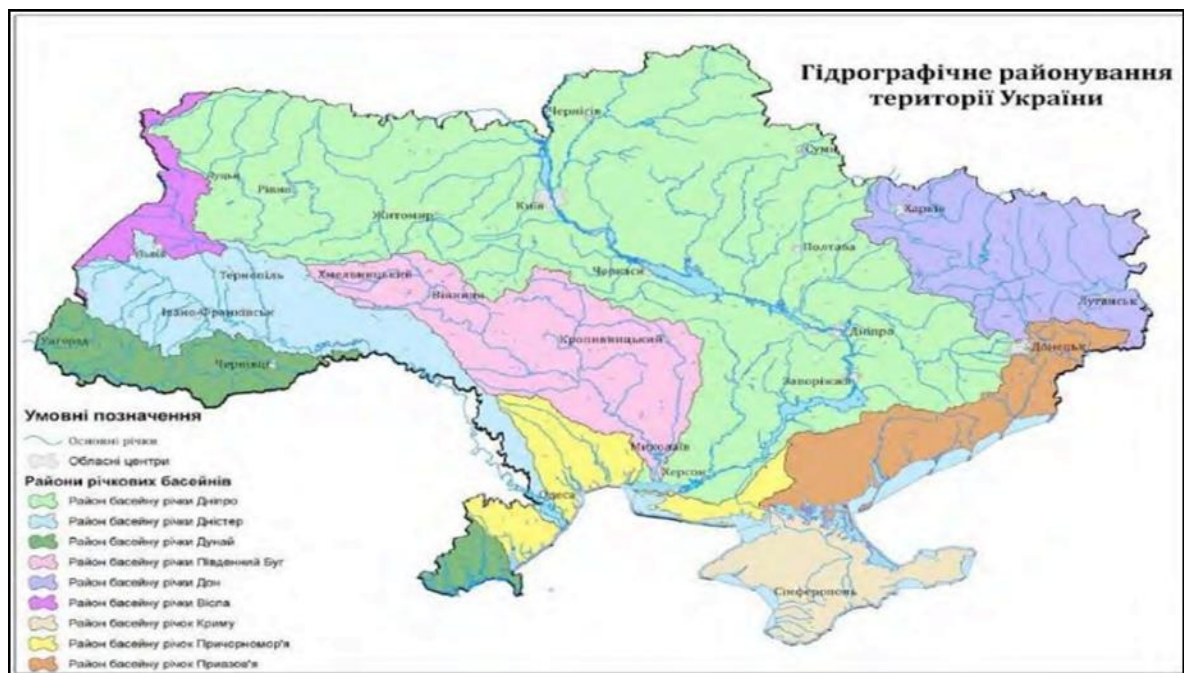 Гідрографічне районування
території України
Чернігів
Суми
Луцьк
Рівне
Київ
Харків
Житомир
Полтава
Львів
Тернопіль
Хмельницький
Черкаси
Вінниця
Луганськ
Івано-Франківськ
Дніпро
Ужгород
Кропивницький
Донецьк
Чернівці
Запоріжжя
Миколаїв
Херсон
Одеса
Сімферополь
Умовні позначення
Основні річки
Обласні центри
Райони річкових басейнів
Район басейну річки Дніпро
Район басейну річки Дністер
Район басейну річки Дунай
Район басейну річки Південний Буг
Район басейну річки Дон
Район басейну річки Вісла
Район басейну річок Криму
Район басейну річок Причорномор'я
Район басейну річок Приазов'я